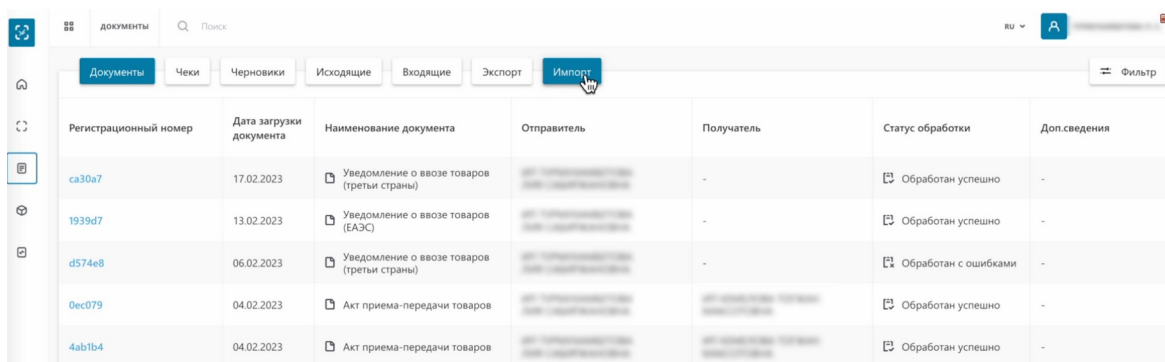 ДОКУМЕНТЫ Поиск RU А
Документы Чеки Черновики Исходящие Входящие Экспорт Импорт Фильтр
Регистрационный номер Дата загрузки документа Наименование документа Отправитель Получатель Статус обработки Доп.сведения
ca30a7 17.02.2023 Уведомление о ввозе товаров (третьи страны) - Обработан успешно -
1939d7 13.02.2023 Уведомление о ввозе товаров (ЕАЭС) - Обработан успешно -
d574e8 06.02.2023 Уведомление о ввозе товаров (третьи страны) - Обработан с ошибками -
0ec079 04.02.2023 Акт приема-передачи товаров Обработан успешно -
4ab1b4 04.02.2023 Акт приема-передачи товаров Обработан успешно -